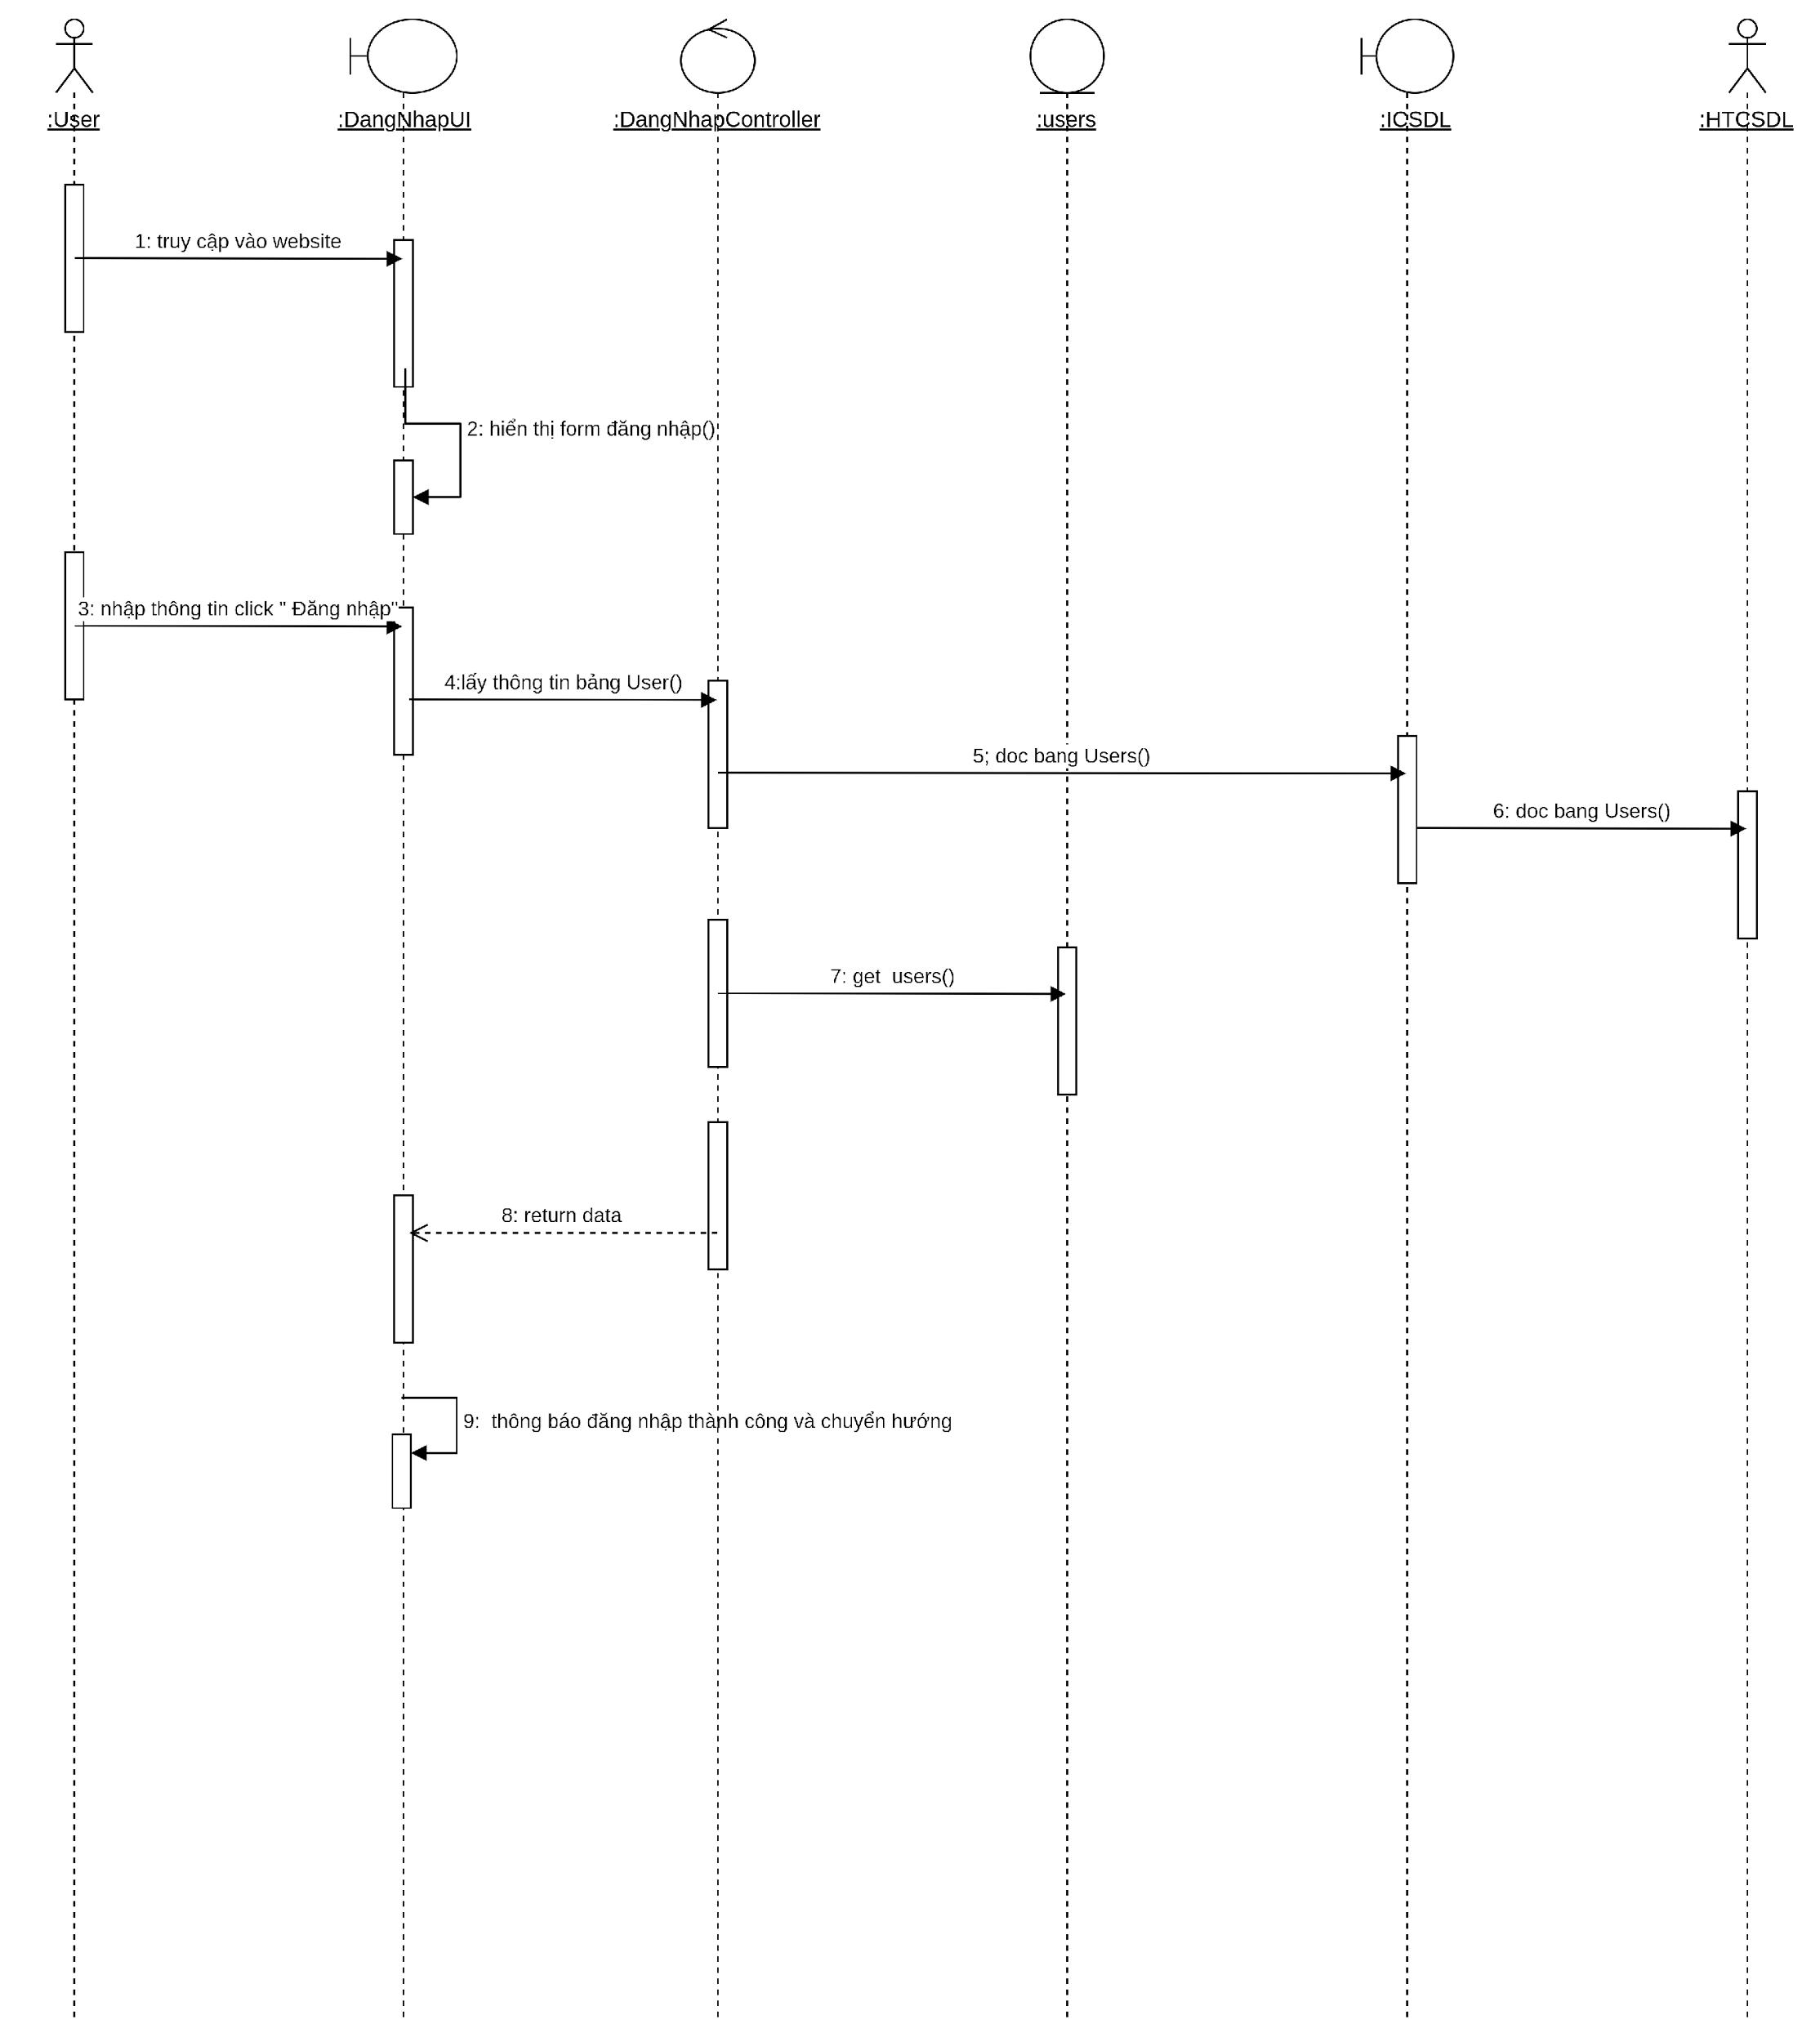 :User
:DangNhapUI
:DangNhapController
:users
:ICSDL
:HTCSDL
1: truy cập vào website
2: hiển thị form đăng nhập()
3: nhập thông tin click " Đăng nhập"
4:lấy thông tin bảng User()
5; doc bang Users()
6: doc bang Users()
7: get  users()
8: return data
9:  thông báo đăng nhập thành công và chuyển hướng